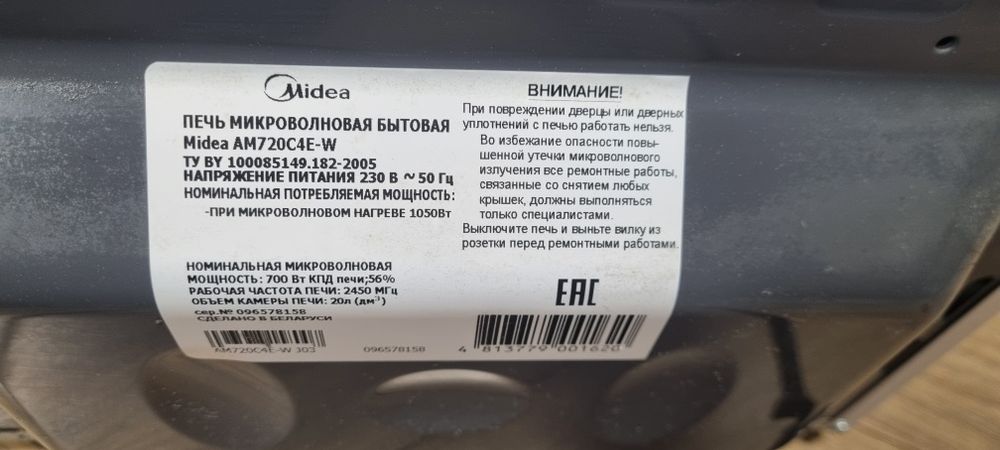 Midea
ПЕЧЬ МИКРОВОЛНОВАЯ БЫТОВАЯ
Midea AM720C4E-W
ТУ BY 100085149.182-2005
НАПРЯЖЕНИЕ ПИТАНИЯ 230 В ~ 50 Гц
НОМИНАЛЬНАЯ ПОТРЕБЛЯЕМАЯ МОЩНОСТЬ:
-ПРИ МИКРОВОЛНОВОМ НАГРЕВЕ 1050Вт
НОМИНАЛЬНАЯ МИКРОВОЛНОВАЯ
МОЩНОСТЬ: 700 Вт КПД печи;56%
РАБОЧАЯ ЧАСТОТА ПЕЧИ: 2450 МГц
ОБЪЕМ КАМЕРЫ ПЕЧИ: 20л (дм³)
сер.№ 096578158
СДЕЛАНО В БЕЛАРУСИ
AM720C4E-W J03 096578158
ВНИМАНИЕ!
При повреждении дверцы или дверных
уплотнений с печью работать нельзя.
Во избежание опасности повы-
шенной утечки микроволнового
излучения все ремонтные работы,
связанные со снятием любых
крышек, должны выполняться
только специалистами.
Выключите печь и выньте вилку из
розетки перед ремонтными работами.
EAC
4 813779 001620